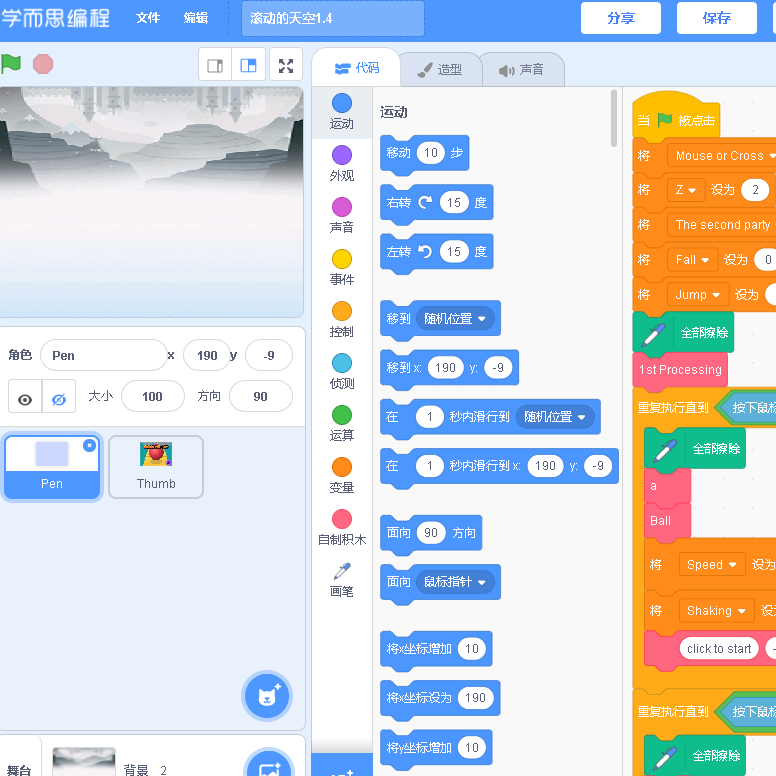 学而思编程 文件 编辑 滚动的天空1.4 分享 保存
代码 造型 声音
运动
外观
声音
事件
控制
侦测
运算
变量
自制积木
画笔
运动
移动 10 步
右转 15 度
左转 15 度
移到 随机位置
移到 x: 190 y: -9
在 1 秒内滑行到 随机位置
在 1 秒内滑行到 x: 190 y: -9
面向 90 方向
面向 鼠标指针
将x坐标增加 10
将x坐标设为 190
将y坐标增加 10
当 被点击
将 Mouse or Cross
将 Z 设为 2
将 The second party
将 Fall 设为 0
将 Jump 设为
全部擦除
1st Processing
重复执行直到 按下鼠标
全部擦除
a
Ball
将 Speed 设为
将 Shaking 设
click to start -
重复执行直到 按下鼠标
全部擦除
角色 Pen x 190 y -9
大小 100 方向 90
Pen Thumb
舞台 背景 2